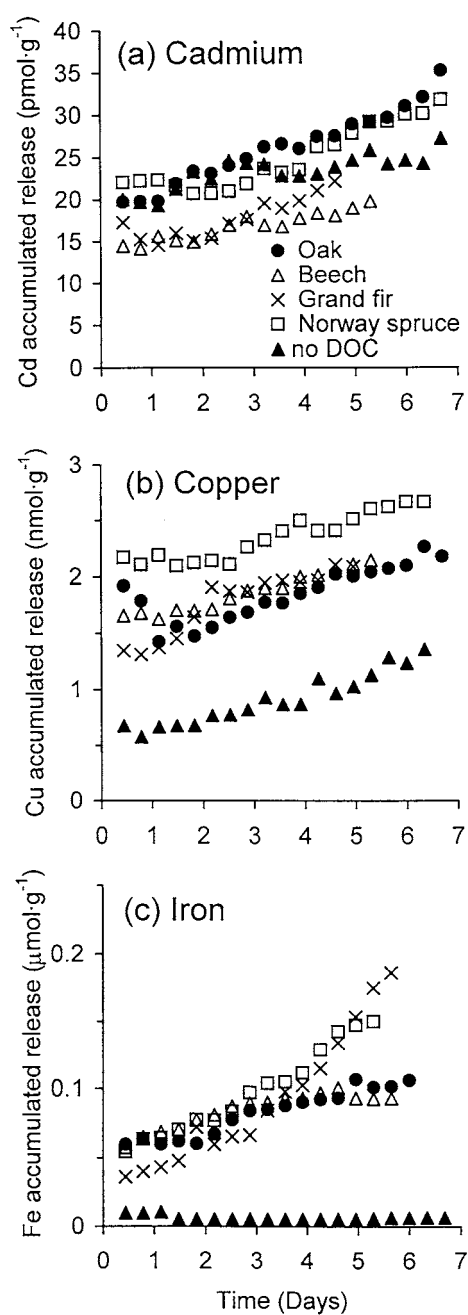 (a) Cadmium
Cd accumulated release (pmol·g⁻¹)
40
35
30
25
20
15
10
5
0
Oak
Beech
Grand fir
Norway spruce
no DOC
0 1 2 3 4 5 6 7
(b) Copper
Cu accumulated release (nmol·g⁻¹)
3
2
1
0
0 1 2 3 4 5 6 7
(c) Iron
Fe accumulated release (μmol·g⁻¹)
0.2
0.1
0
0 1 2 3 4 5 6 7
Time (Days)